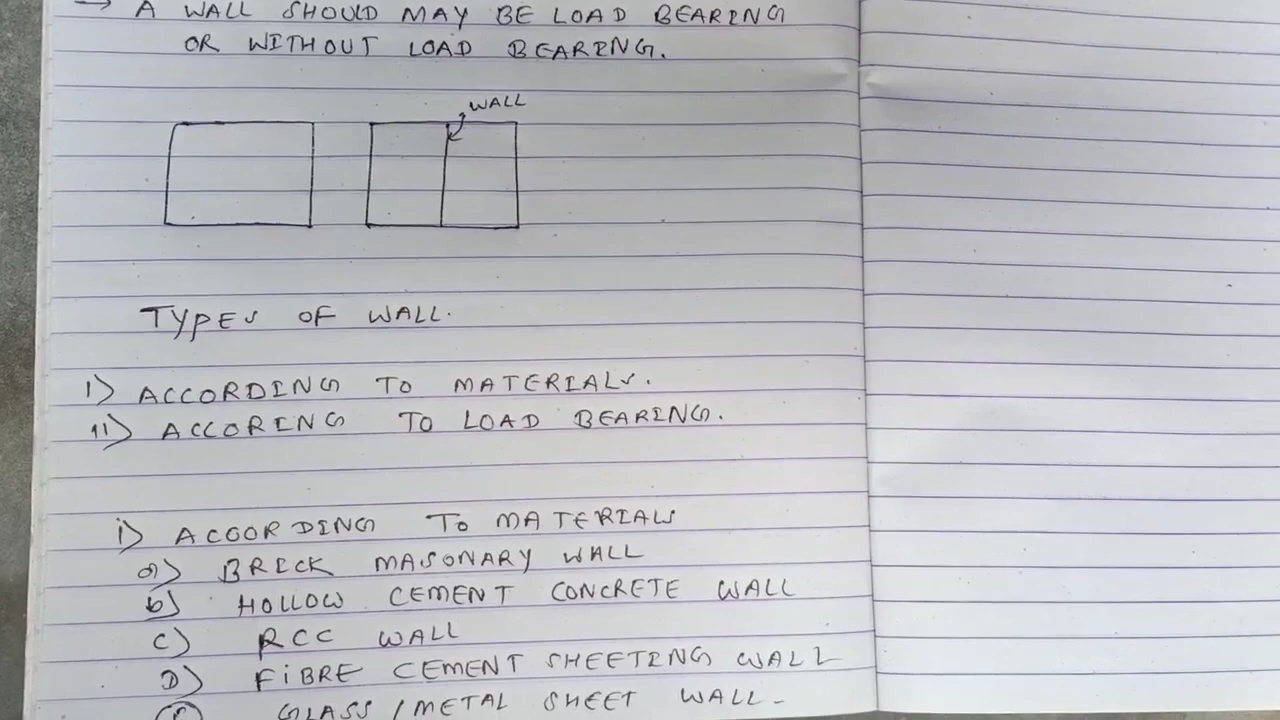 → A WALL SHOULD MAY BE LOAD BEARING
OR WITHOUT LOAD BEARING.
WALL
TYPES OF WALL.
I) ACCORDING TO MATERIALS.
II) ACCORING TO LOAD BEARING.
i) ACCORDING TO MATERIALS
a) BRICK MASONARY WALL
b) HOLLOW CEMENT CONCRETE WALL
c) RCC WALL
D) FIBRE CEMENT SHEETING WALL
GLASS / METAL SHEET WALL -